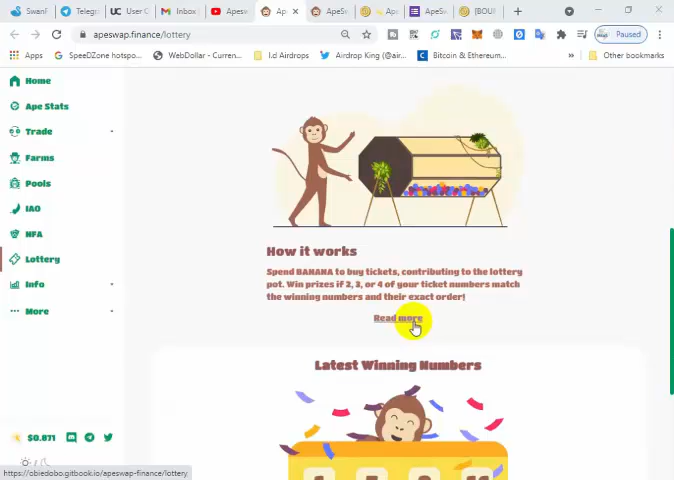 SwanF
Telegr
User C
Inbox
Apesw
Ap
ApeSw
Ap
ApeS
[BOU
apeswap.finance/lottery
Paused
Apps
SpeeDZone hotspo...
WebDollar - Curren...
I.d Airdrops
Airdrop King (@air...
Bitcoin & Ethereum...
Other bookmarks
Home
Ape Stats
Trade
Farms
Pools
IAO
NFA
Lottery
Info
More
How it works
Spend BANANA to buy tickets, contributing to the lottery
pot. Win prizes if 2, 3, or 4 of your ticket numbers match
the winning numbers and their exact order!
Read more
Latest Winning Numbers
$0.871
https://obiedobo.gitbook.io/apeswap-finance/lottery